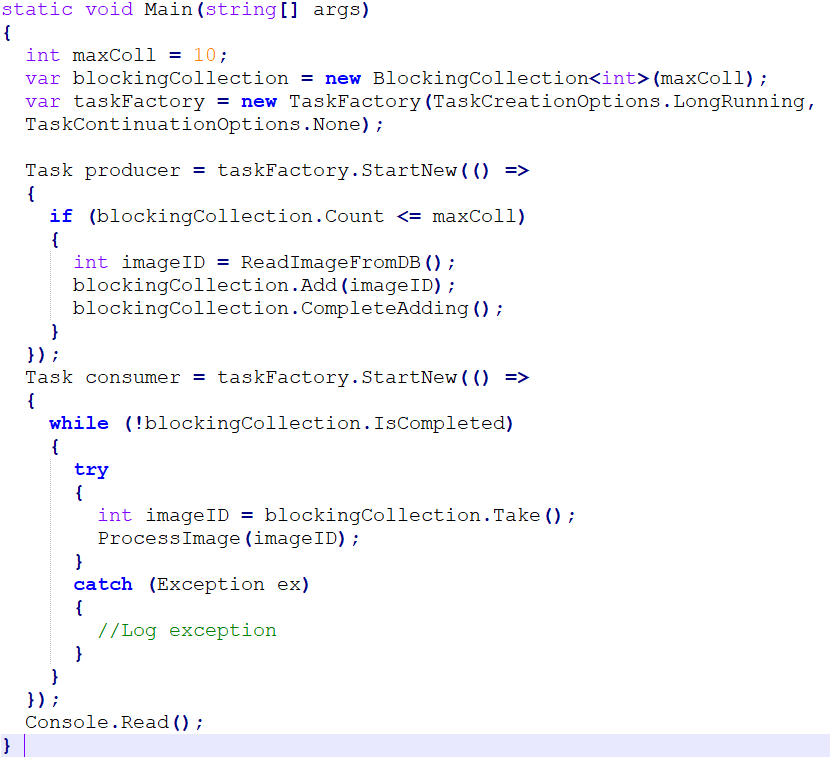 static void Main(string[] args)
{
  int maxColl = 10;
  var blockingCollection = new BlockingCollection<int>(maxColl);
  var taskFactory = new TaskFactory(TaskCreationOptions.LongRunning,
  TaskContinuationOptions.None);

  Task producer = taskFactory.StartNew(() =>
  {
    if (blockingCollection.Count <= maxColl)
    {
      int imageID = ReadImageFromDB();
      blockingCollection.Add(imageID);
      blockingCollection.CompleteAdding();
    }
  });
  Task consumer = taskFactory.StartNew(() =>
  {
    while (!blockingCollection.IsCompleted)
    {
      try
      {
        int imageID = blockingCollection.Take();
        ProcessImage(imageID);
      }
      catch (Exception ex)
      {
        //Log exception
      }
    }
  });
  Console.Read();
}